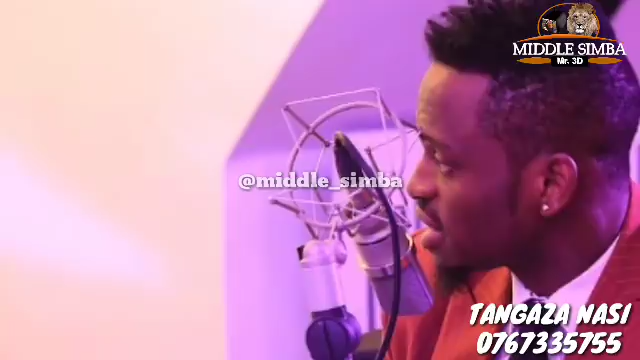 MIDDLE SIMBA
Mr. 3D
@middle_simba
TANGAZA NASI
0767335755